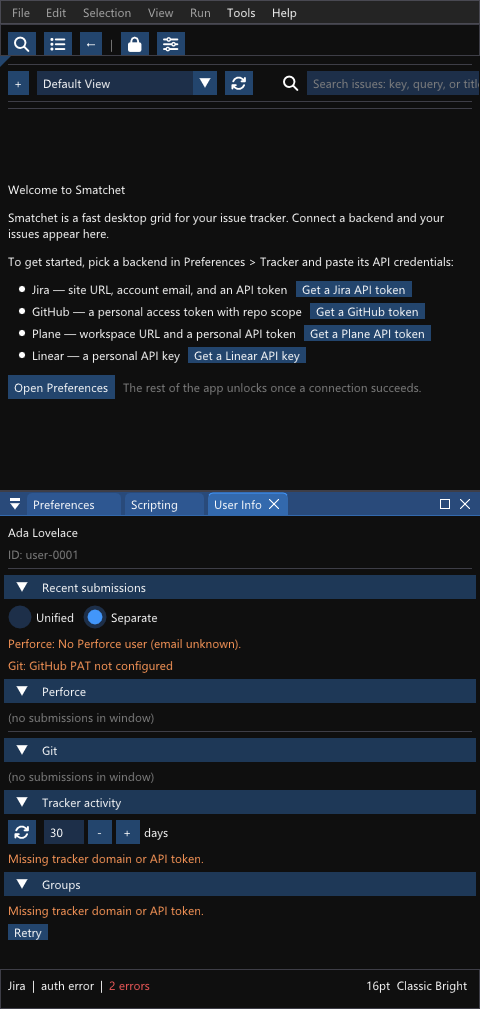 File Edit Selection View Run Tools Help
← |
+ Default View Search issues: key, query, or
Welcome to Smatchet
Smatchet is a fast desktop grid for your issue tracker. Connect a backend and your
issues appear here.
To get started, pick a backend in Preferences > Tracker and paste its API credentials:
Jira — site URL, account email, and an API token Get a Jira API token
GitHub — a personal access token with repo scope Get a GitHub token
Plane — workspace URL and a personal API token Get a Plane API token
Linear — a personal API key Get a Linear API key
Open Preferences The rest of the app unlocks once a connection succeeds.
Preferences Scripting User Info
Ada Lovelace
ID: user-0001
Recent submissions
Unified Separate
Perforce: No Perforce user (email unknown).
Git: GitHub PAT not configured
Perforce
(no submissions in window)
Git
(no submissions in window)
Tracker activity
30 - + days
Missing tracker domain or API token.
Groups
Missing tracker domain or API token.
Retry
Jira | auth error | 2 errors 16pt Classic Bright